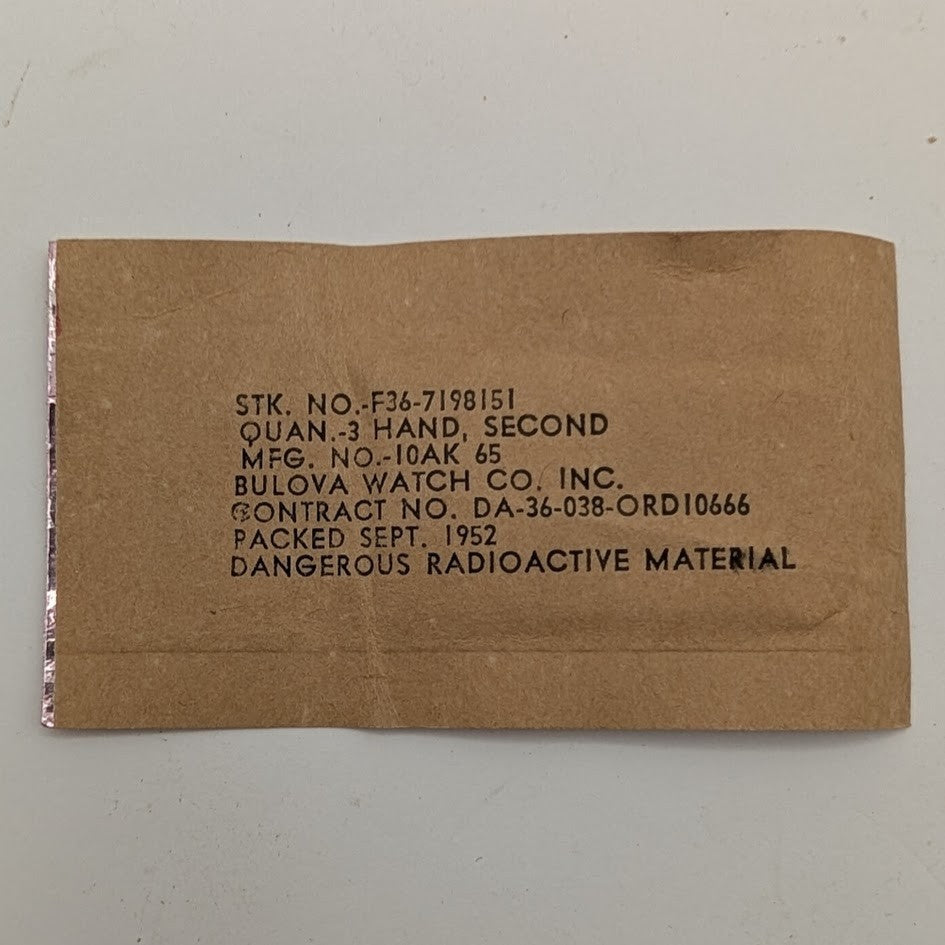 STK. NO.-F36-7198151
QUAN.-3 HAND, SECOND
MFG. NO.-10AK 65
BULOVA WATCH CO. INC.
CONTRACT NO. DA-36-038-ORD10666
PACKED SEPT. 1952
DANGEROUS RADIOACTIVE MATERIAL